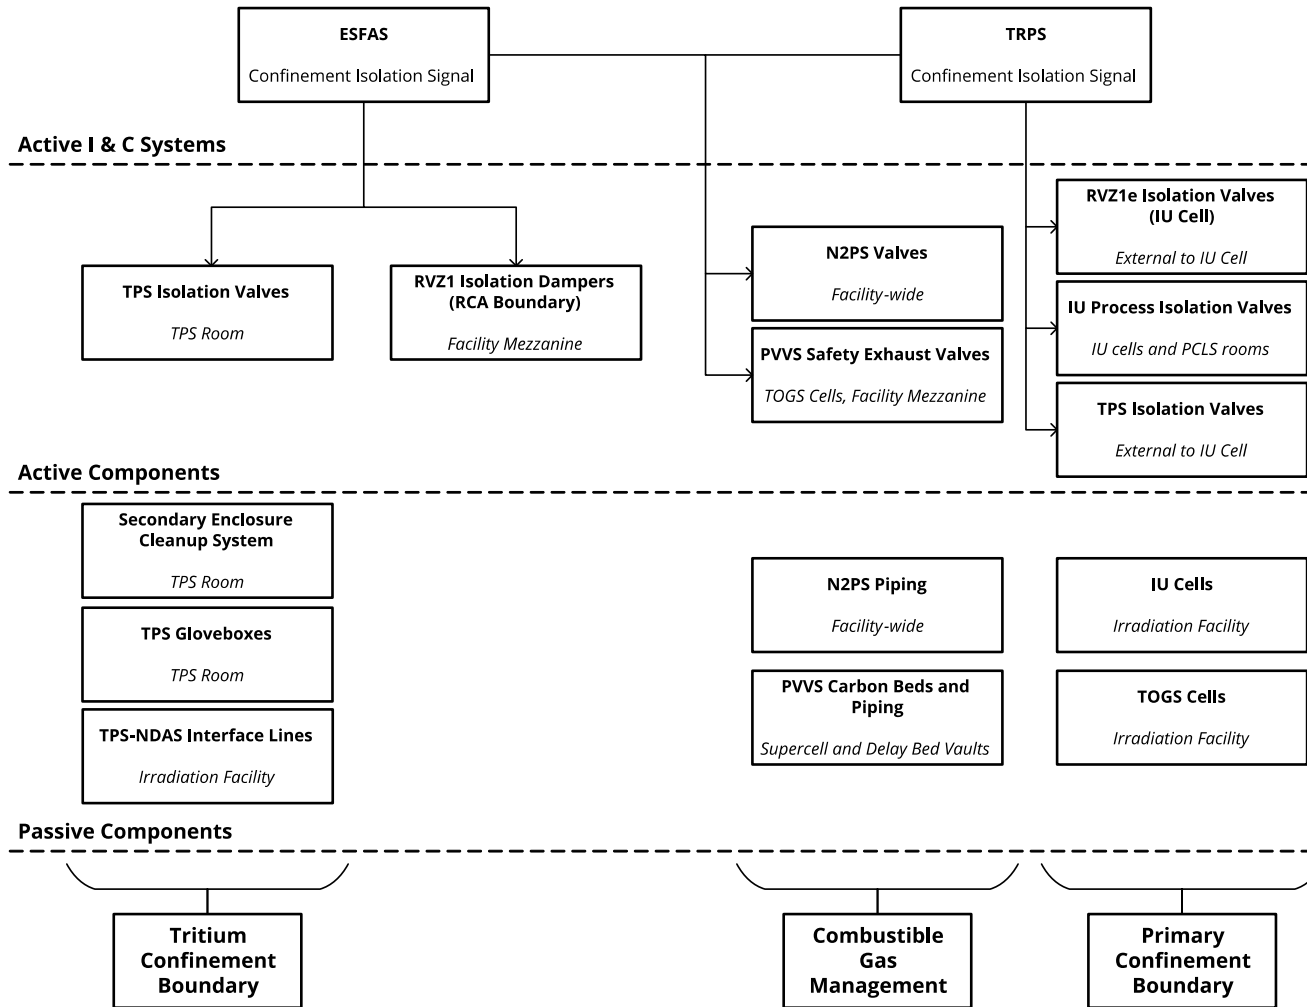 ESFAS
Confinement Isolation Signal
TRPS
Confinement Isolation Signal
Active I & C Systems
TPS Isolation Valves
TPS Room
RVZ1 Isolation Dampers
(RCA Boundary)
Facility Mezzanine
N2PS Valves
Facility-wide
PVVS Safety Exhaust Valves
TOGS Cells, Facility Mezzanine
RVZ1e Isolation Valves
(IU Cell)
External to IU Cell
IU Process Isolation Valves
IU cells and PCLS rooms
TPS Isolation Valves
External to IU Cell
Active Components
Secondary Enclosure
Cleanup System
TPS Room
TPS Gloveboxes
TPS Room
TPS-NDAS Interface Lines
Irradiation Facility
N2PS Piping
Facility-wide
PVVS Carbon Beds and
Piping
Supercell and Delay Bed Vaults
IU Cells
Irradiation Facility
TOGS Cells
Irradiation Facility
Passive Components
Tritium
Confinement
Boundary
Combustible
Gas
Management
Primary
Confinement
Boundary